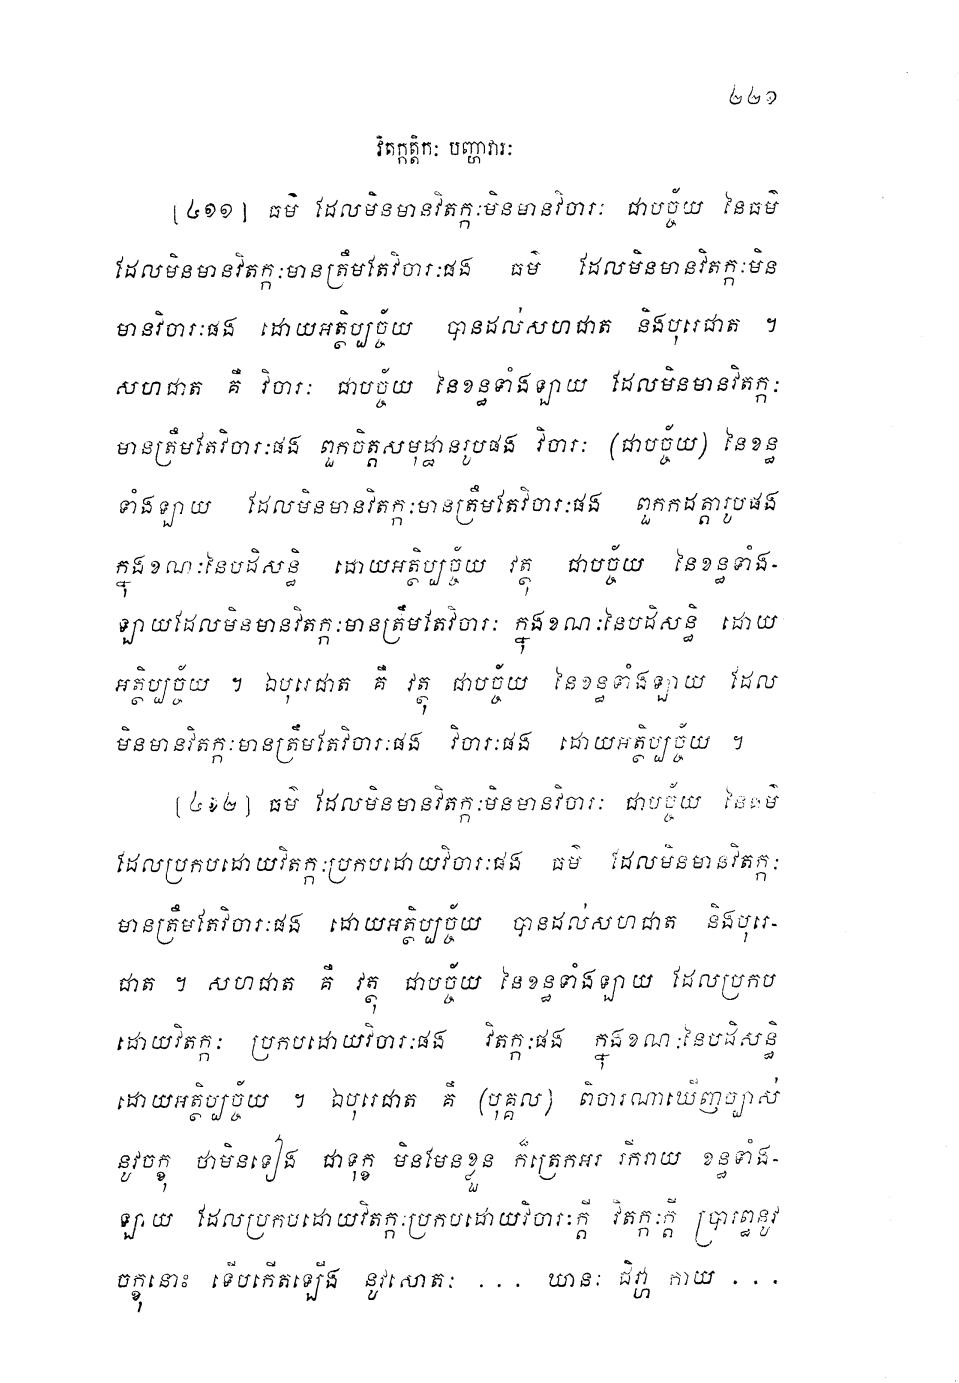 ២២១
វិតក្កត្តិកៈ បញ្ហាវារៈ
[៤១១] ធម៌ ដែលមិនមានវិតក្កៈមិនមានវិចារៈ ជាបច្ច័យ នៃធម៌
ដែលមិនមានវិតក្កៈមានត្រឹមតែវិចារៈផង ធម៌ ដែលមិនមានវិតក្កៈមិន
មានវិចារៈផង ដោយអត្ថិប្បច្ច័យ បានដល់សហជាត និងបុរេជាត ។
សហជាត គឺ វិចារៈ ជាបច្ច័យ នៃខន្ធទាំងឡាយ ដែលមិនមានវិតក្កៈ
មានត្រឹមតែវិចារៈផង ពួកចិត្តសមុដ្ឋានរូបផង វិចារៈ (ជាបច្ច័យ) នៃខន្ធ
ទាំងឡាយ ដែលមិនមានវិតក្កៈមានត្រឹមតែវិចារៈផង ពួកកដត្តារូបផង
ក្នុងខណៈនៃបដិសន្ធិ ដោយអត្ថិប្បច្ច័យ វត្ថុ ជាបច្ច័យ នៃខន្ធទាំង-
ឡាយដែលមិនមានវិតក្កៈមានត្រឹមតែវិចារៈ ក្នុងខណៈនៃបដិសន្ធិ ដោយ
អត្ថិប្បច្ច័យ ។ ឯបុរេជាត គឺ វត្ថុ ជាបច្ច័យ នៃខន្ធទាំងឡាយ ដែល
មិនមានវិតក្កៈមានត្រឹមតែវិចារៈផង វិចារៈផង ដោយអត្ថិប្បច្ច័យ ។
[៤១២] ធម៌ ដែលមិនមានវិតក្កៈមិនមានវិចារៈ ជាបច្ច័យ នៃធម៌
ដែលប្រកបដោយវិតក្កៈប្រកបដោយវិចារៈផង ធម៌ ដែលមិនមានវិតក្កៈ
មានត្រឹមតែវិចារៈផង ដោយអត្ថិប្បច្ច័យ បានដល់សហជាត និងបុរេ-
ជាត ។ សហជាត គឺ វត្ថុ ជាបច្ច័យ នៃខន្ធទាំងឡាយ ដែលប្រកប
ដោយវិតក្កៈ ប្រកបដោយវិចារៈផង វិតក្កៈផង ក្នុងខណៈនៃបដិសន្ធិ
ដោយអត្ថិប្បច្ច័យ ។ ឯបុរេជាត គឺ (បុគ្គល) ពិចារណាឃើញច្បាស់
នូវចក្ខុ ថាមិនទៀង ជាទុក្ខ មិនមែនខ្លួន ក៏ត្រេកអរ រីករាយ ខន្ធទាំង-
ឡាយ ដែលប្រកបដោយវិតក្កៈប្រកបដោយវិចារៈក្តី វិតក្កៈក្តី ប្រារព្ធនូវ
ចក្ខុនោះ ទើបកើតឡើង នូវសោតៈ . . . ឃានៈ ជិវ្ហា កាយ . . .